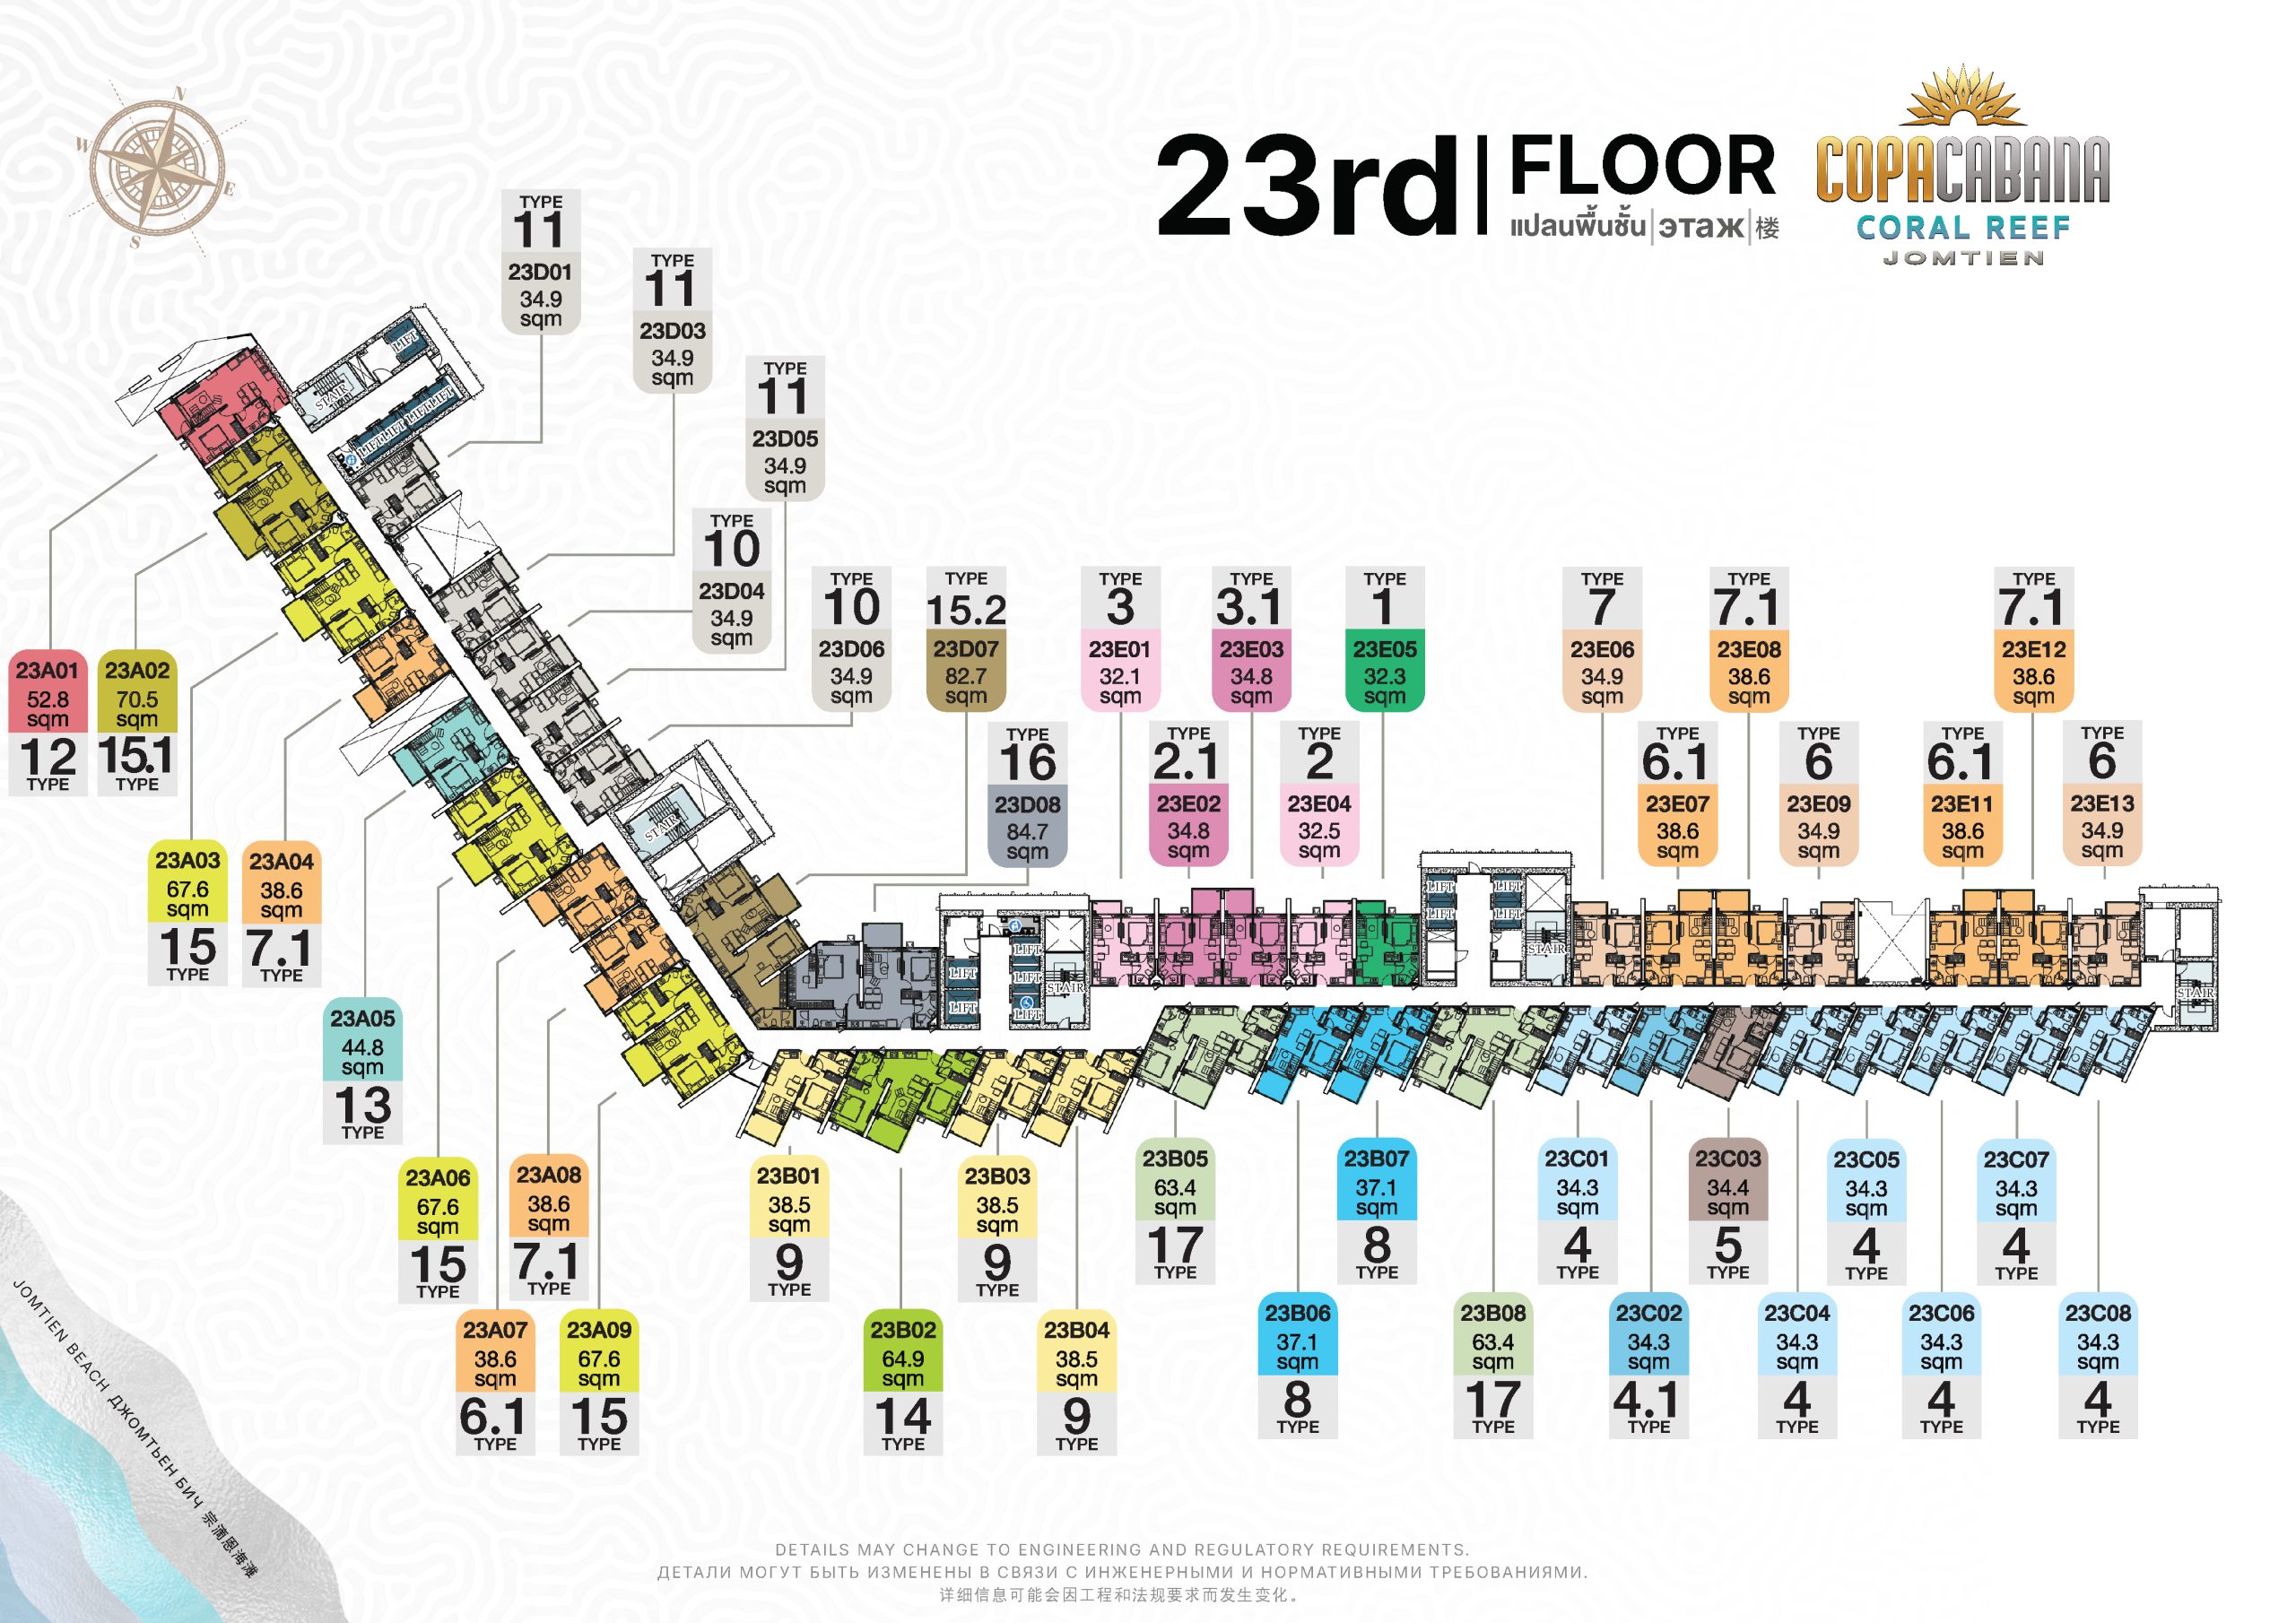 N
W
E
S
23rd
FLOOR
แปลนพื้นชั้น|этаж|楼
COPACABANA
CORAL REEF
JOMTIEN
TYPE
11
23D01
34.9
sqm
TYPE
11
23D03
34.9
sqm
TYPE
11
23D05
34.9
sqm
TYPE
10
23D04
34.9
sqm
TYPE
10
23D06
34.9
sqm
TYPE
15.2
23D07
82.7
sqm
TYPE
16
23D08
84.7
sqm
TYPE
3
23E01
32.1
sqm
TYPE
2.1
23E02
34.8
sqm
TYPE
3.1
23E03
34.8
sqm
TYPE
2
23E04
32.5
sqm
TYPE
1
23E05
32.3
sqm
TYPE
7
23E06
34.9
sqm
TYPE
6.1
23E07
38.6
sqm
TYPE
7.1
23E08
38.6
sqm
TYPE
6
23E09
34.9
sqm
TYPE
6.1
23E11
38.6
sqm
TYPE
7.1
23E12
38.6
sqm
TYPE
6
23E13
34.9
sqm
LIFT
STAIR
LIFT LIFT LIFT LIFT
STAIR
LIFT
LIFT
LIFT
LIFT
LIFT
STAIR
LIFT
LIFT
LIFT
LIFT
STAIR
STAIR
23A01
52.8
sqm
12
TYPE
23A02
70.5
sqm
15.1
TYPE
23A03
67.6
sqm
15
TYPE
23A04
38.6
sqm
7.1
TYPE
23A05
44.8
sqm
13
TYPE
23A06
67.6
sqm
15
TYPE
23A07
38.6
sqm
6.1
TYPE
23A08
38.6
sqm
7.1
TYPE
23A09
67.6
sqm
15
TYPE
23B01
38.5
sqm
9
TYPE
23B02
64.9
sqm
14
TYPE
23B03
38.5
sqm
9
TYPE
23B04
38.5
sqm
9
TYPE
23B05
63.4
sqm
17
TYPE
23B06
37.1
sqm
8
TYPE
23B07
37.1
sqm
8
TYPE
23B08
63.4
sqm
17
TYPE
23C01
34.3
sqm
4
TYPE
23C02
34.3
sqm
4.1
TYPE
23C03
34.4
sqm
5
TYPE
23C04
34.3
sqm
4
TYPE
23C05
34.3
sqm
4
TYPE
23C06
34.3
sqm
4
TYPE
23C07
34.3
sqm
4
TYPE
23C08
34.3
sqm
4
TYPE
JOMTIEN BEACH ДЖОМТЬЕН БИЧ 宗滴恩海滩
DETAILS MAY CHANGE TO ENGINEERING AND REGULATORY REQUIREMENTS.
ДЕТАЛИ МОГУТ БЫТЬ ИЗМЕНЕНЫ В СВЯЗИ С ИНЖЕНЕРНЫМИ И НОРМАТИВНЫМИ ТРЕБОВАНИЯМИ.
详细信息可能会因工程和法规要求而发生变化。